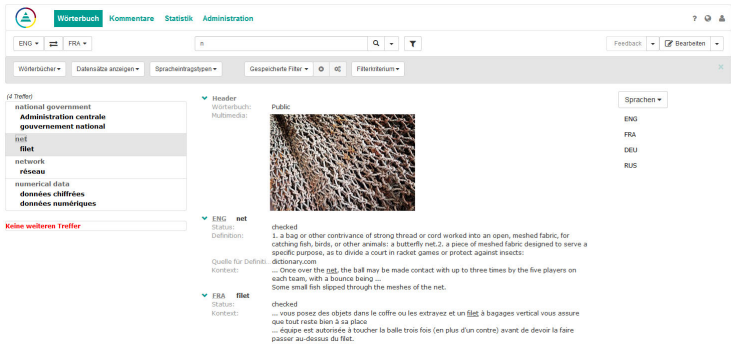 Wörterbuch Kommentare Statistik Administration
?
ENG FRA
n
Feedback Bearbeiten
Wörterbücher Datensätze anzeigen Spracheintragstypen Gespeicherte Filter Filterkriterium
×
(4 Treffer)
national government
Administration centrale
gouvernement national
net
filet
network
réseau
numerical data
données chiffrées
données numériques
Keine weiteren Treffer
Header
Wörterbuch: Public
Multimedia:
ENG net
Status: checked
Definition: 1. a bag or other contrivance of strong thread or cord worked into an open, meshed fabric, for
catching fish, birds, or other animals: a butterfly net.2. a piece of meshed fabric designed to serve a
specific purpose, as to divide a court in racket games or protect against insects:
Quelle für Definiti... dictionary.com
Kontext: ... Once over the net, the ball may be made contact with up to three times by the five players on
each team, with a bounce being ...
Some small fish slipped through the meshes of the net.
FRA filet
Status: checked
Kontext: ... vous posez des objets dans le coffre ou les extravez et un filet à bagages vertical vous assure
que tout reste bien à sa place
... équipe est autorisée à toucher la balle trois fois (en plus d'un contre) avant de devoir la faire
passer au-dessus du filet.
Sprachen
ENG
FRA
DEU
RUS